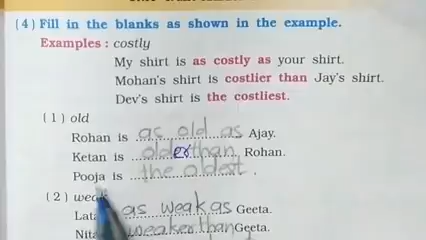 (4) Fill in the blanks as shown in the example.
Examples : costly
My shirt is as costly as your shirt.
Mohan's shirt is costlier than Jay's shirt.
Dev's shirt is the costliest.
(1) old
Rohan is as old as Ajay.
Ketan is older than Rohan.
Pooja is the oldest.
(2) weak
Lata as weak as Geeta.
Nita weaker than Geeta.